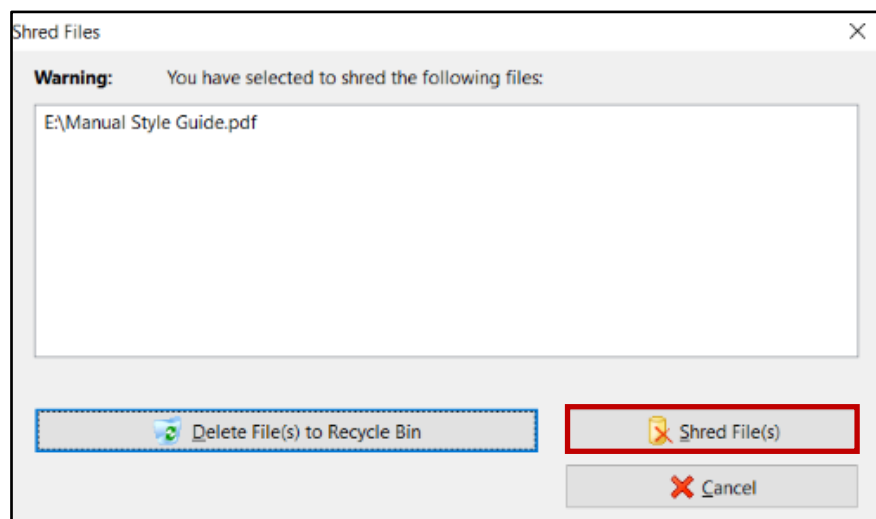 Shred Files
Warning: You have selected to shred the following files:
E:\Manual Style Guide.pdf
Delete File(s) to Recycle Bin
Shred File(s)
Cancel